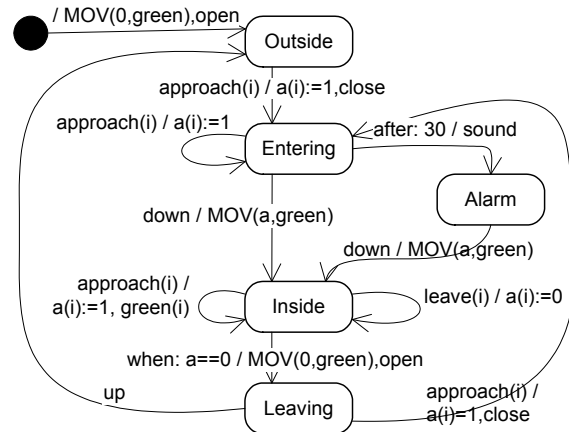 / MOV(0,green),open
Outside
approach(i) / a(i):=1,close
approach(i) / a(i):=1
after: 30 / sound
Entering
Alarm
down / MOV(a,green)
down / MOV(a,green)
approach(i) /
a(i):=1, green(i)
Inside
leave(i) / a(i):=0
when: a==0 / MOV(0,green),open
up
Leaving
approach(i) /
a(i)=1,close